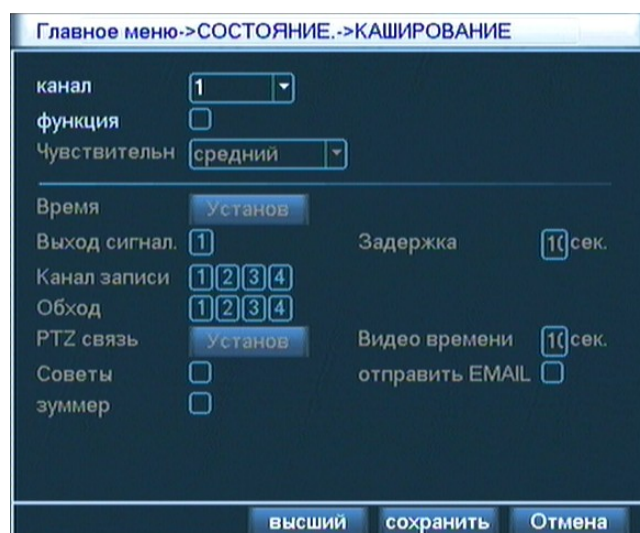 Главное меню->СОСТОЯНИЕ.->КАШИРОВАНИЕ
канал 1
функция
Чувствительн средний
Время Установ
Выход сигнал. 1 Задержка 10 сек.
Канал записи 1 2 3 4
Обход 1 2 3 4
PTZ связь Установ Видео времени 10 сек.
Советы отправить EMAIL
зуммер
высший сохранить Отмена